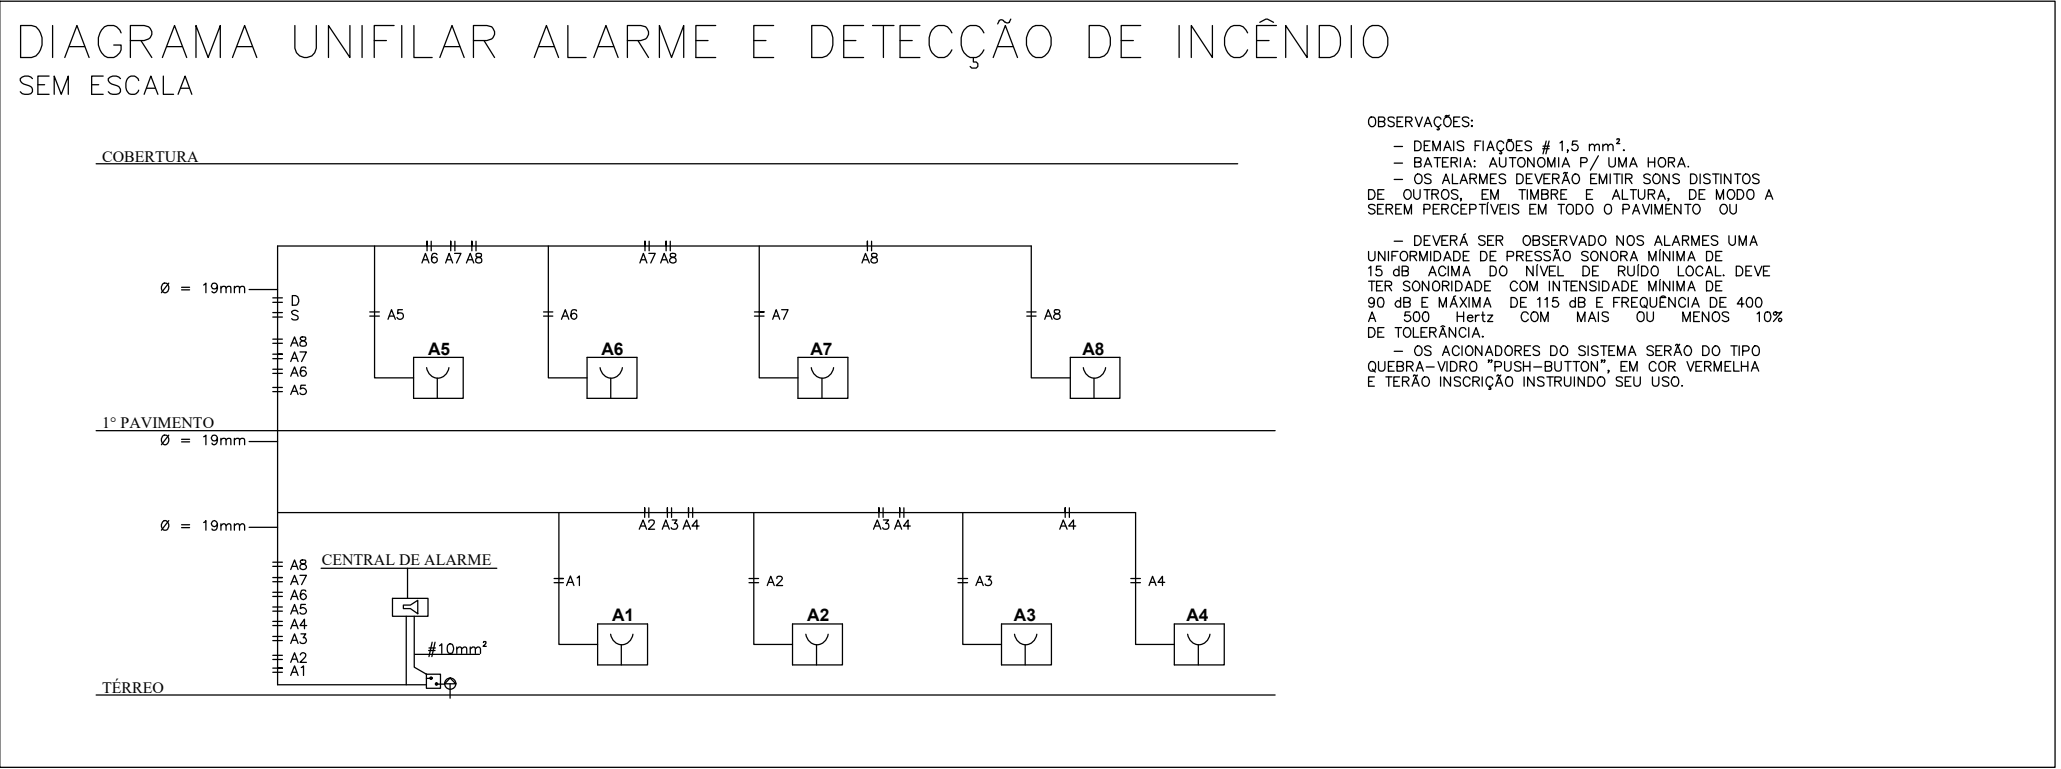 DIAGRAMA UNIFILAR ALARME E DETECÇÃO DE INCÊNDIO
SEM ESCALA
COBERTURA
A6 A7 A8
A7 A8
A8
Ø = 19mm
D
S
A8
A7
A6
A5
A5
A6
A7
A8
A5
A6
A7
A8
1° PAVIMENTO
Ø = 19mm
Ø = 19mm
A2 A3 A4
A3 A4
A4
A8
A7
A6
A5
A4
A3
A2
A1
CENTRAL DE ALARME
#10mm²
A1
A2
A3
A4
A1
A2
A3
A4
TÉRREO
OBSERVAÇÕES:
– DEMAIS FIAÇÕES # 1,5 mm².
– BATERIA: AUTONOMIA P/ UMA HORA.
– OS ALARMES DEVERÃO EMITIR SONS DISTINTOS
DE OUTROS, EM TIMBRE E ALTURA, DE MODO A
SEREM PERCEPTÍVEIS EM TODO O PAVIMENTO OU
– DEVERÁ SER OBSERVADO NOS ALARMES UMA
UNIFORMIDADE DE PRESSÃO SONORA MÍNIMA DE
15 dB ACIMA DO NÍVEL DE RUÍDO LOCAL. DEVE
TER SONORIDADE COM INTENSIDADE MÍNIMA DE
90 dB E MÁXIMA DE 115 dB E FREQUÊNCIA DE 400
A 500 Hertz COM MAIS OU MENOS 10%
DE TOLERÂNCIA.
– OS ACIONADORES DO SISTEMA SERÃO DO TIPO
QUEBRA–VIDRO "PUSH–BUTTON", EM COR VERMELHA
E TERÃO INSCRIÇÃO INSTRUINDO SEU USO.